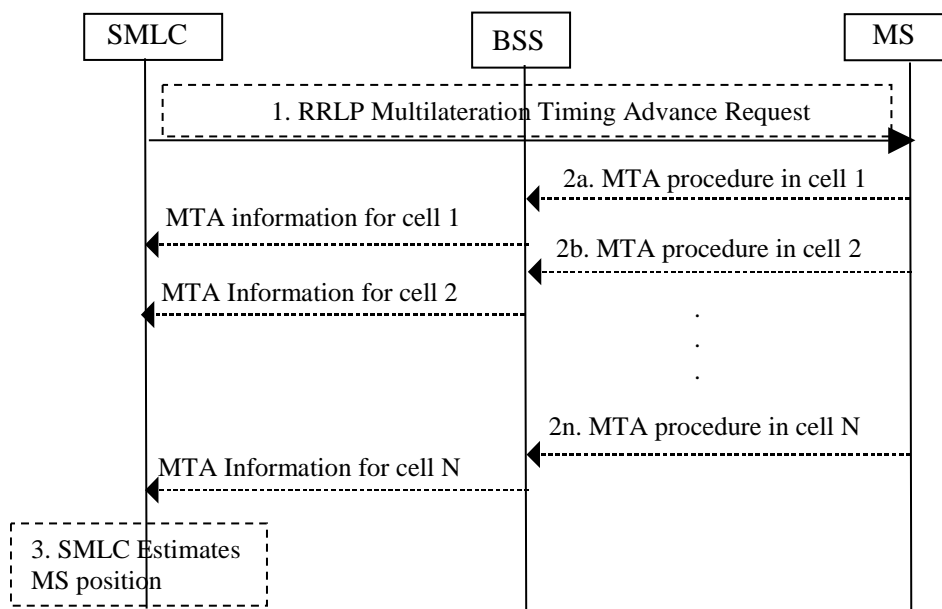 SMLC
BSS
MS
1. RRLP Multilateration Timing Advance Request
2a. MTA procedure in cell 1
MTA information for cell 1
2b. MTA procedure in cell 2
MTA Information for cell 2
.
.
.
2n. MTA procedure in cell N
MTA Information for cell N
3. SMLC Estimates
MS position